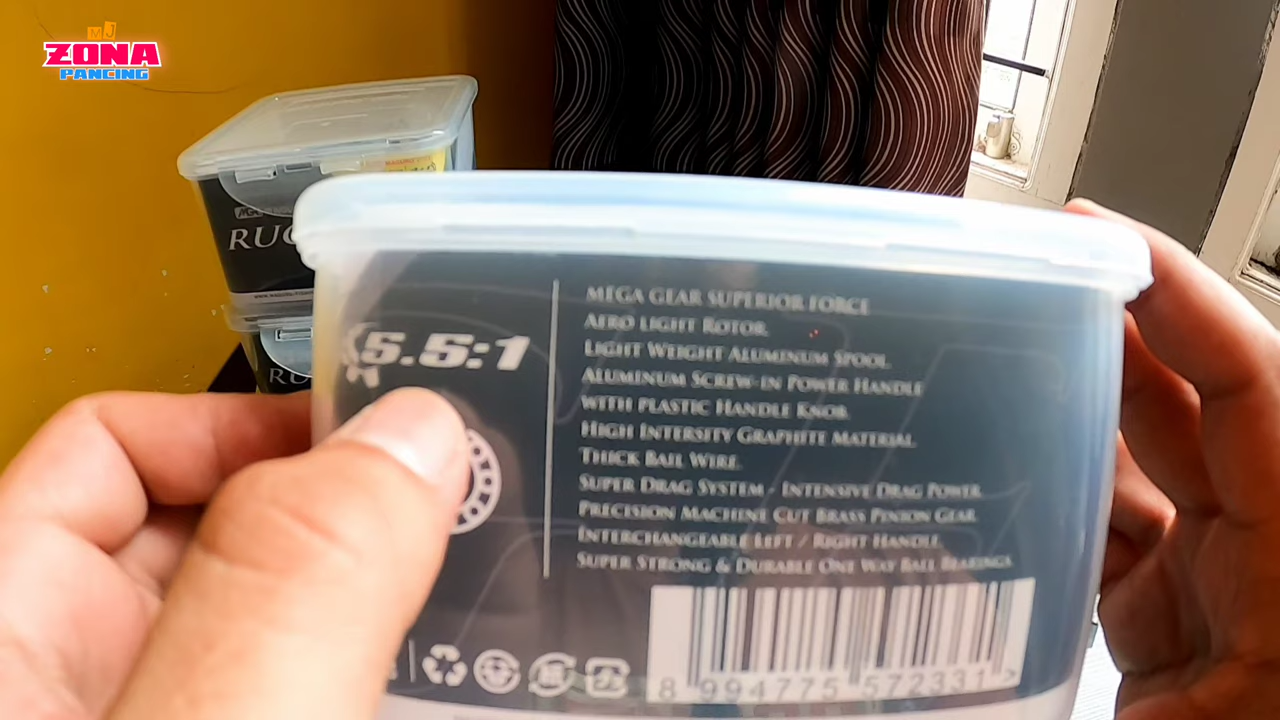 MJ
ZONA
PANCING
RUG
RU
5.5:1
MEGA GEAR SUPERIOR FORCE
AERO LIGHT ROTOR
LIGHT WEIGHT ALUMINUM SPOOL
ALUMINUM SCREW-IN POWER HANDLE
WITH PLASTIC HANDLE KNOB
HIGH INTERSITY GRAPHITE MATERIAL
THICK BAIL WIRE
SUPER DRAG SYSTEM - INTENSIVE DRAG POWER
PRECISION MACHINE CUT BRASS PINION GEAR
INTERCHANGEABLE LEFT / RIGHT HANDLE
SUPER STRONG & DURABLE ONE WAY BALL BEARINGS
8 994775 572331 >